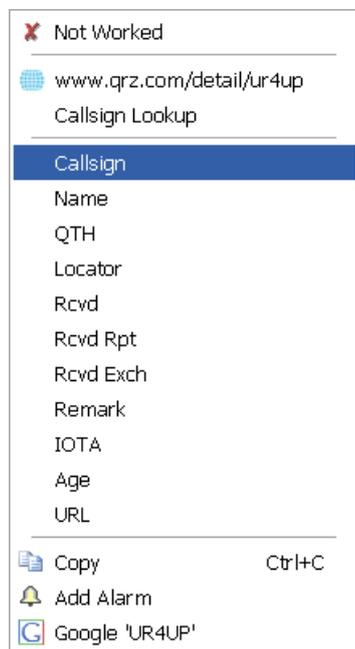 Not Worked
www.qrz.com/detail/ur4up
Callsign Lookup
Callsign
Name
QTH
Locator
Rcvd
Rcvd Rpt
Rcvd Exch
Remark
IOTA
Age
URL
Copy Ctrl+C
Add Alarm
G Google 'UR4UP'